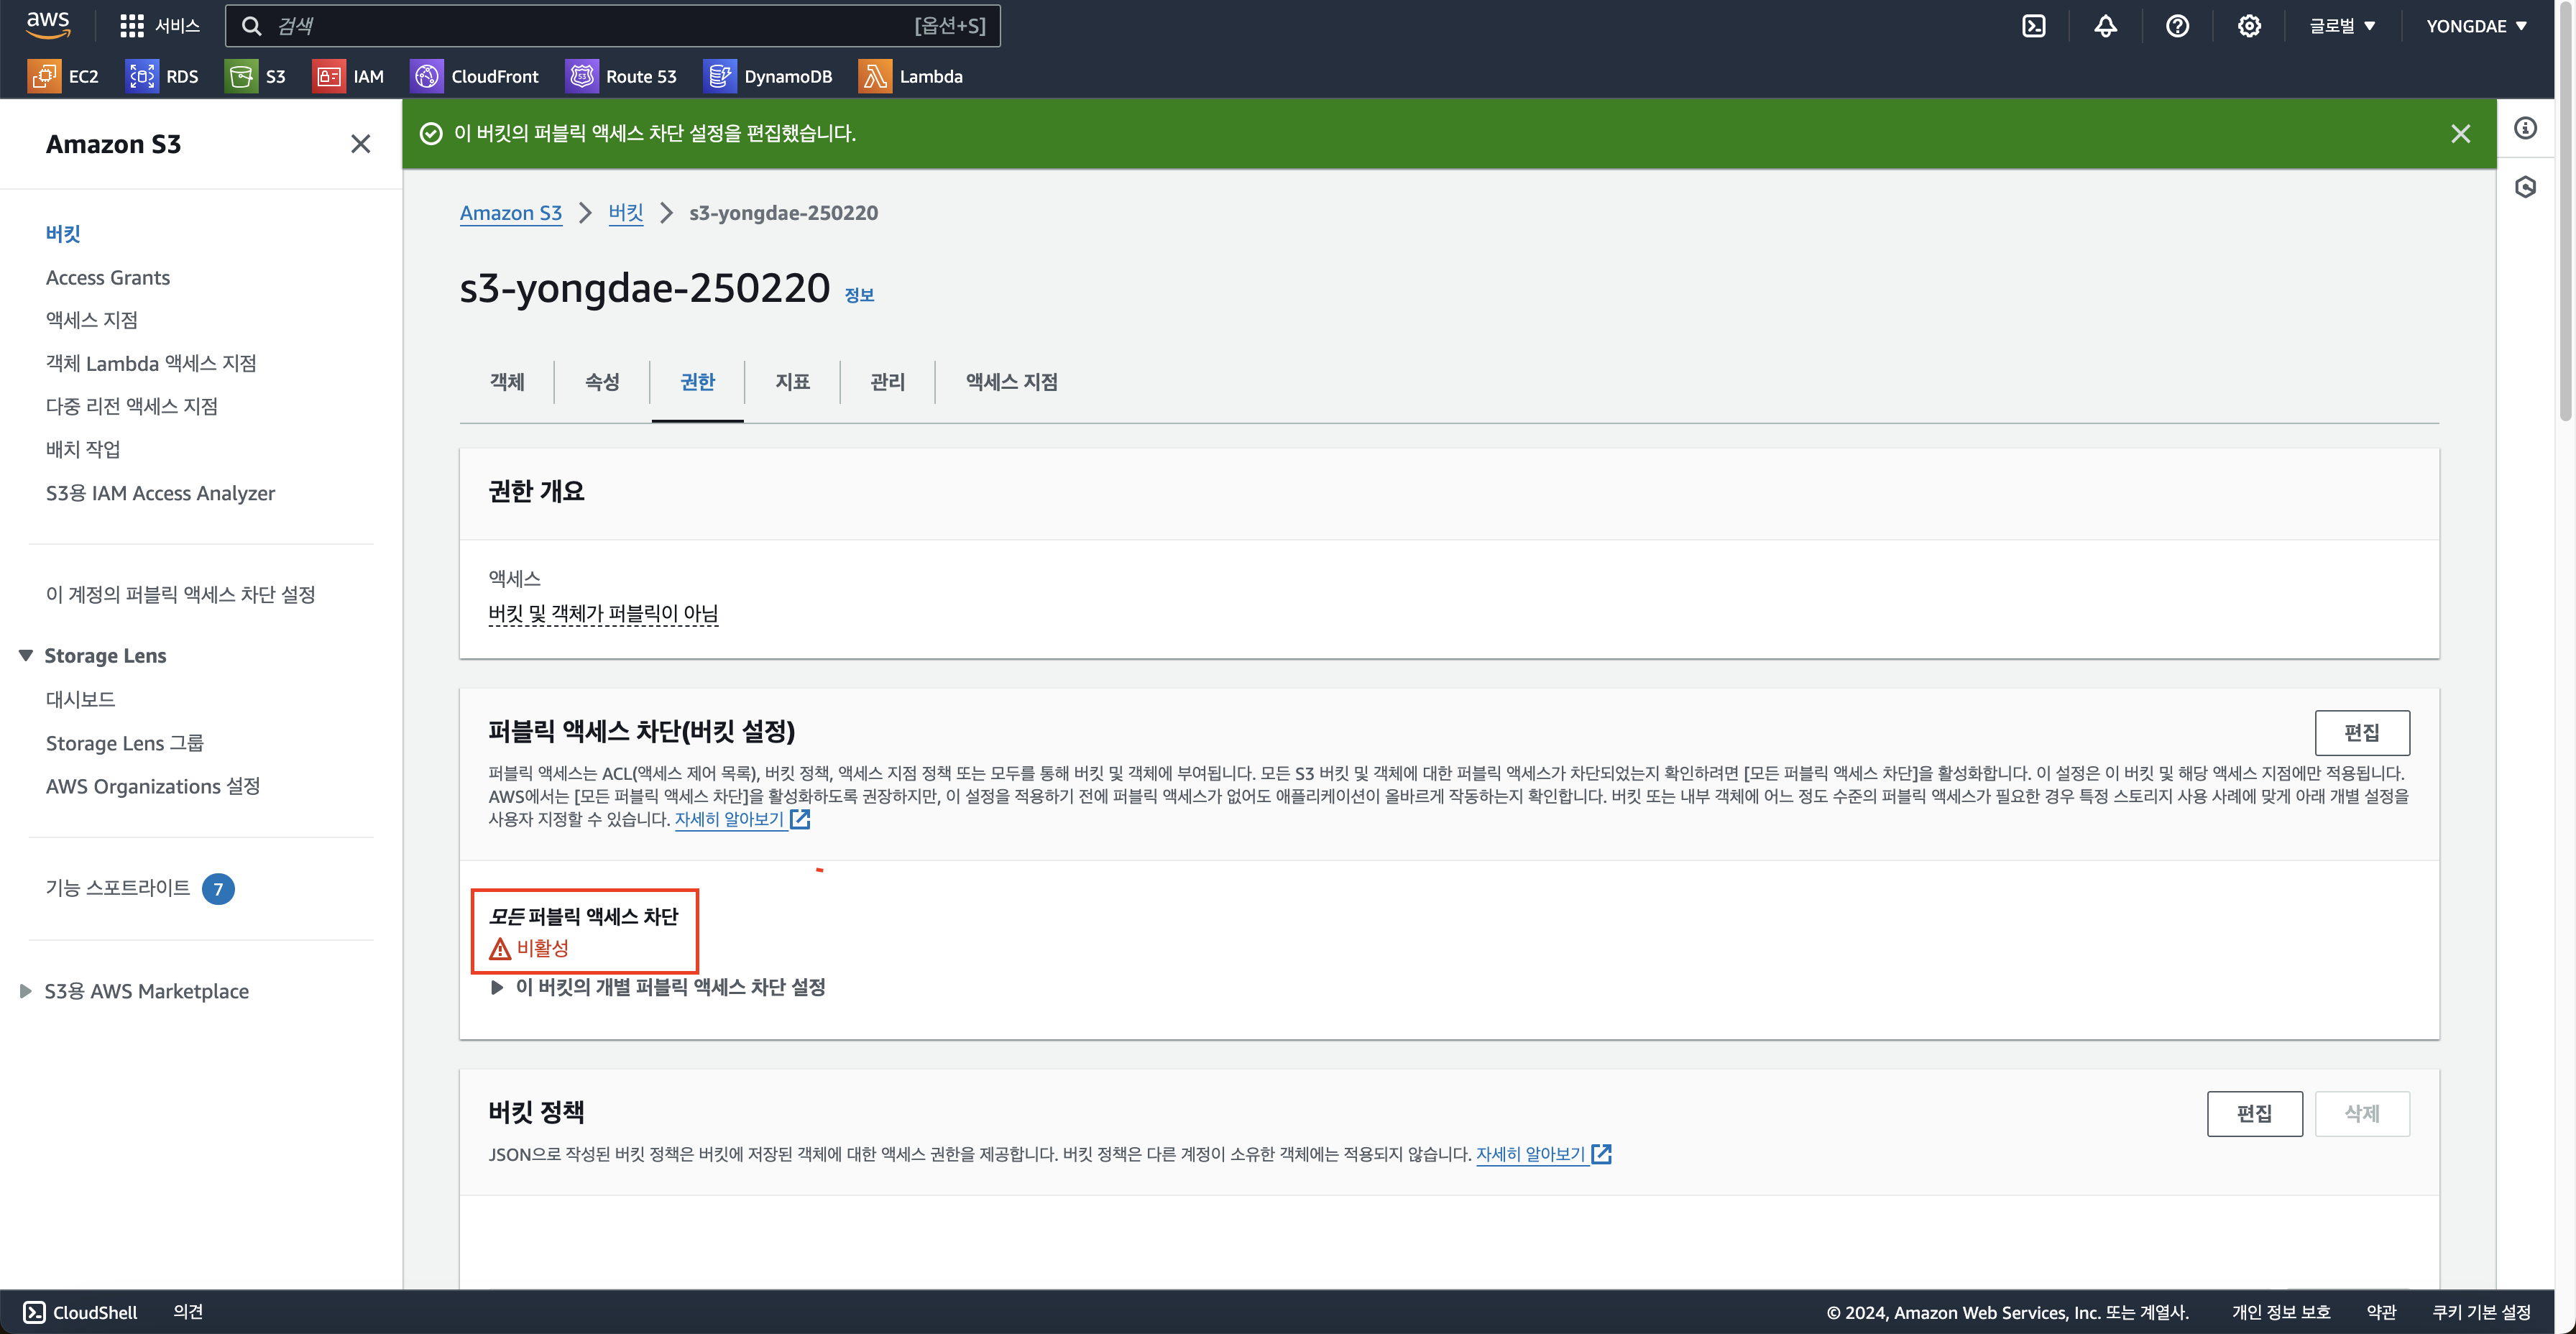 aws
서비스
검색
[옵션+S]
글로벌
YONGDAE
EC2
RDS
S3
IAM
CloudFront
Route 53
DynamoDB
Lambda
Amazon S3
버킷
Access Grants
액세스 지점
객체 Lambda 액세스 지점
다중 리전 액세스 지점
배치 작업
S3용 IAM Access Analyzer
이 계정의 퍼블릭 액세스 차단 설정
Storage Lens
대시보드
Storage Lens 그룹
AWS Organizations 설정
기능 스포트라이트 7
S3용 AWS Marketplace
이 버킷의 퍼블릭 액세스 차단 설정을 편집했습니다.
Amazon S3 > 버킷 > s3-yongdae-250220
s3-yongdae-250220 정보
객체
속성
권한
지표
관리
액세스 지점
권한 개요
액세스
버킷 및 객체가 퍼블릭이 아님
퍼블릭 액세스 차단(버킷 설정)
편집
퍼블릭 액세스는 ACL(액세스 제어 목록), 버킷 정책, 액세스 지점 정책 또는 모두를 통해 버킷 및 객체에 부여됩니다. 모든 S3 버킷 및 객체에 대한 퍼블릭 액세스가 차단되었는지 확인하려면 [모든 퍼블릭 액세스 차단]을 활성화합니다. 이 설정은 이 버킷 및 해당 액세스 지점에만 적용됩니다.
AWS에서는 [모든 퍼블릭 액세스 차단]을 활성화하도록 권장하지만, 이 설정을 적용하기 전에 퍼블릭 액세스가 없어도 애플리케이션이 올바르게 작동하는지 확인합니다. 버킷 또는 내부 객체에 어느 정도 수준의 퍼블릭 액세스가 필요한 경우 특정 스토리지 사용 사례에 맞게 아래 개별 설정을
사용자 지정할 수 있습니다. 자세히 알아보기
모든 퍼블릭 액세스 차단
비활성
이 버킷의 개별 퍼블릭 액세스 차단 설정
버킷 정책
편집
삭제
JSON으로 작성된 버킷 정책은 버킷에 저장된 객체에 대한 액세스 권한을 제공합니다. 버킷 정책은 다른 계정이 소유한 객체에는 적용되지 않습니다. 자세히 알아보기
CloudShell
의견
© 2024, Amazon Web Services, Inc. 또는 계열사.
개인 정보 보호
약관
쿠키 기본 설정